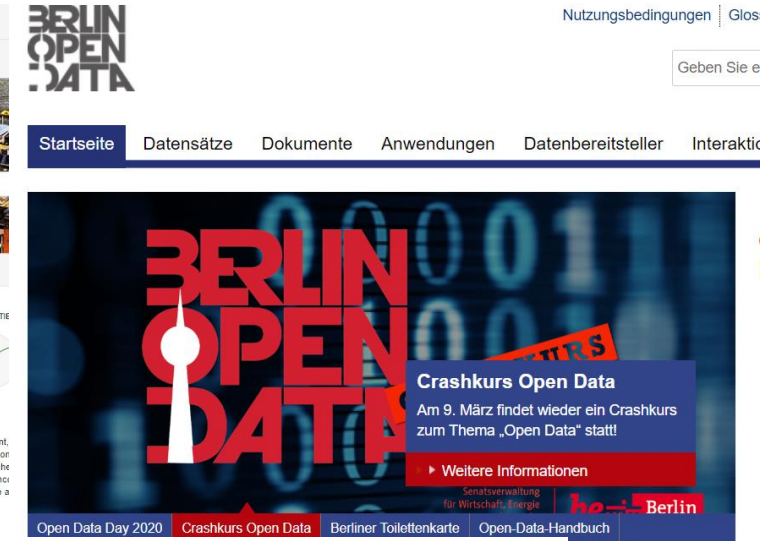 BERLIN
OPEN
DATA
Nutzungsbedingungen
Geben Sie
Startseite Datensätze Dokumente Anwendungen Datenbereitsteller
BERLIN
OPEN
DATA
Crashkurs Open Data
Am 9. März findet wieder ein Crashkurs
zum Thema „Open Data“ statt!
Weitere Informationen
Senatsverwaltung
für Wirtschaft, Energie
Berlin
Open Data Day 2020 Crashkurs Open Data Berliner Toilettenkarte Open-Data-Handbuch